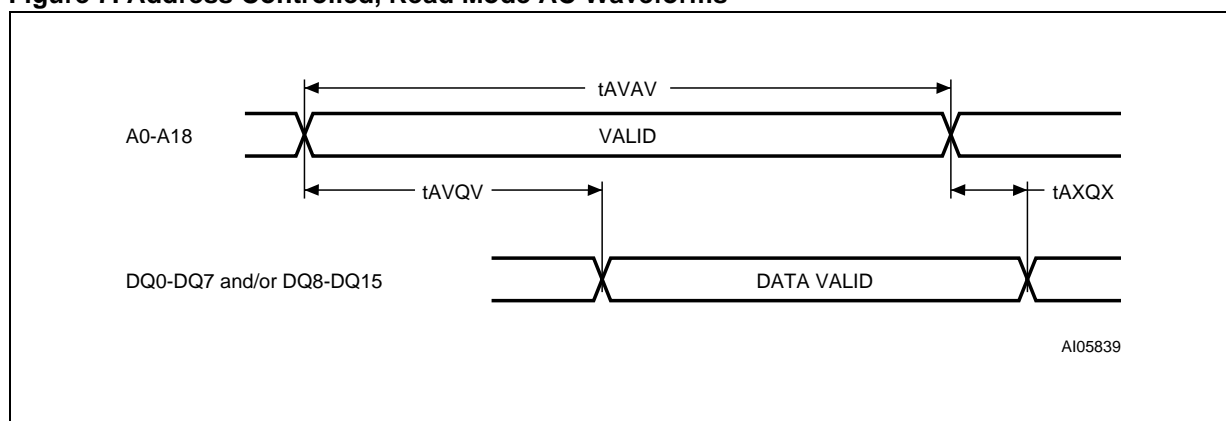 Figure 7. Address Controlled, Read Mode AC Waveforms
tAVAV
A0-A18
VALID
tAVQV
tAXQX
DQ0-DQ7 and/or DQ8-DQ15
DATA VALID
AI05839